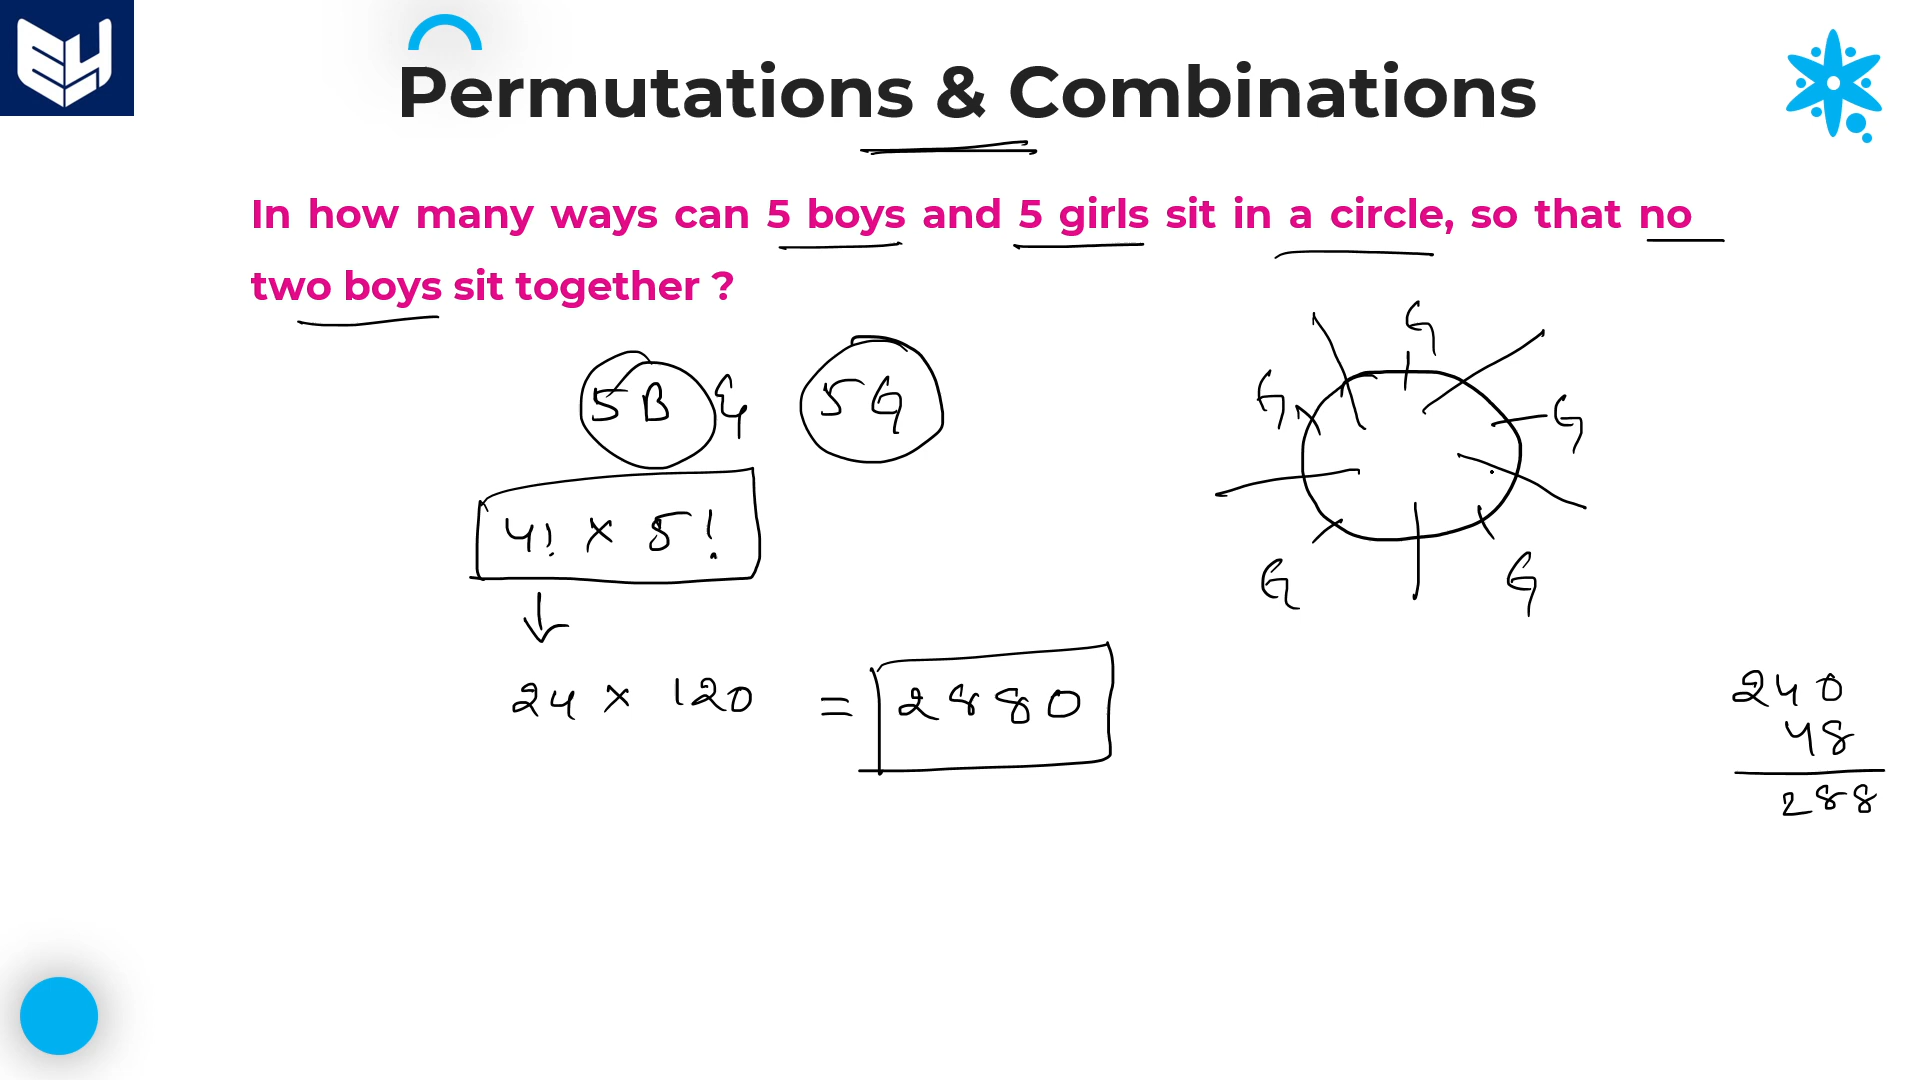 Permutations & Combinations
In how many ways can 5 boys and 5 girls sit in a circle, so that no
two boys sit together ?
5B & 5G
4! × 5!
24 × 120 = 2880
G
G
G
G
G
240
48
288